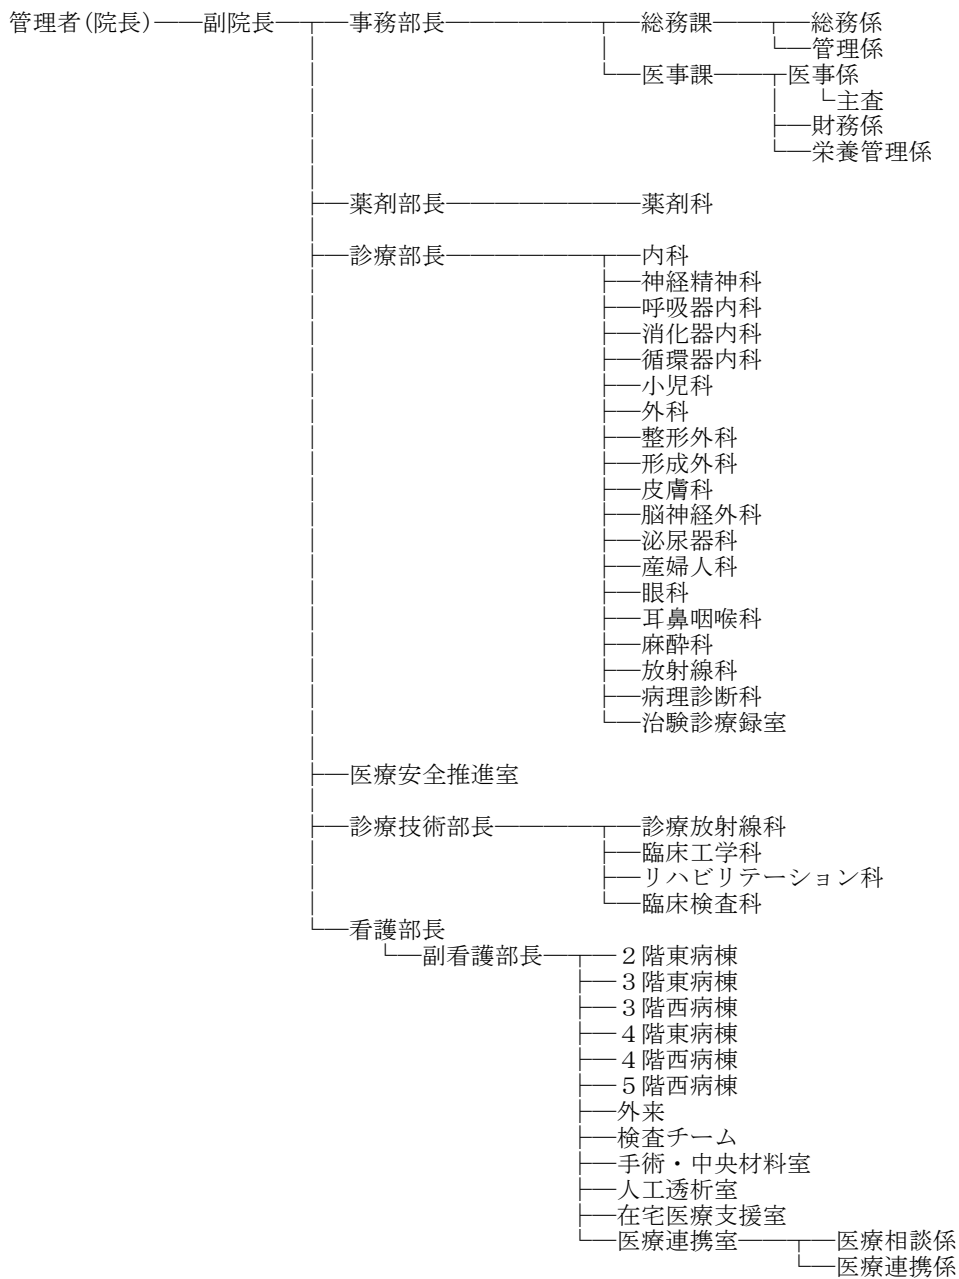 管理者(院長) 副院長 事務部長 総務課 総務係
管理係
医事課 医事係
主査
財務係
栄養管理係
薬剤部長 薬剤科
診療部長 内科
神経精神科
呼吸器内科
消化器内科
循環器内科
小児科
外科
整形外科
形成外科
皮膚科
脳神経外科
泌尿器科
産婦人科
眼科
耳鼻咽喉科
麻酔科
放射線科
病理診断科
治験診療録室
医療安全推進室
診療技術部長 診療放射線科
臨床工学科
リハビリテーション科
臨床検査科
看護部長
副看護部長 2階東病棟
3階東病棟
3階西病棟
4階東病棟
4階西病棟
5階西病棟
外来
検査チーム
手術・中央材料室
人工透析室
在宅医療支援室
医療連携室 医療相談係
医療連携係